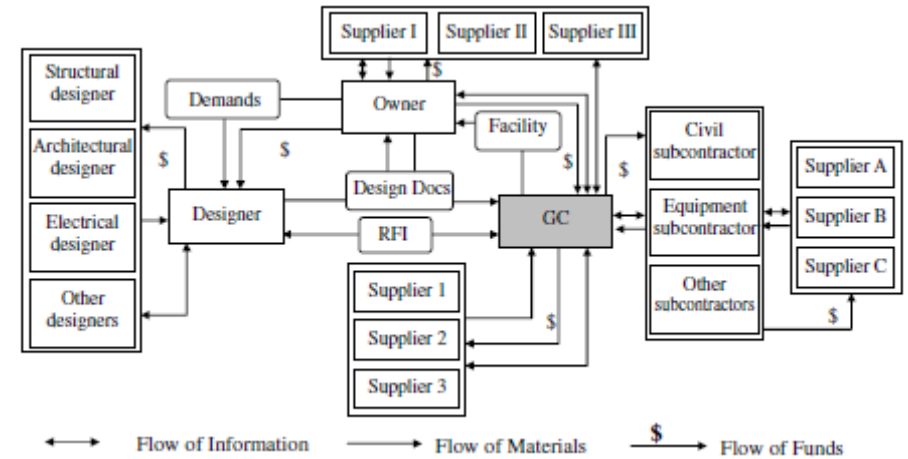 Supplier I
Supplier II
Supplier III
$
Structural
designer
Architectural
designer
Electrical
designer
Other
designers
$
Demands
Owner
$
Facility
$
$
Designer
Design Docs
RFI
GC
Civil
subcontractor
Equipment
subcontractor
Other
subcontractors
Supplier A
Supplier B
Supplier C
$
Supplier 1
Supplier 2
Supplier 3
$
Flow of Information
Flow of Materials
$
Flow of Funds